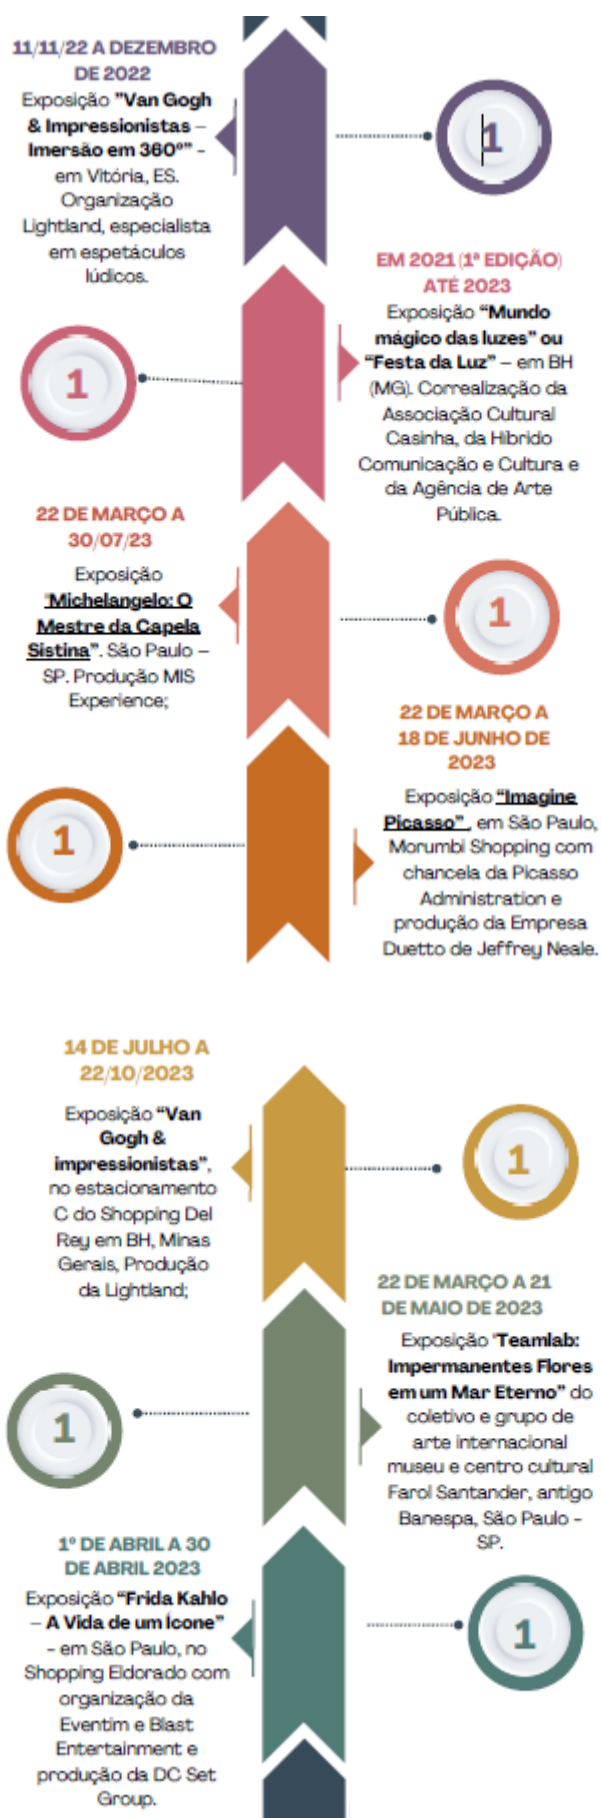 11/11/22 A DEZEMBRO
DE 2022
Exposição "Van Gogh
& Impressionistas –
Imersão em 360º" -
em Vitória, ES.
Organização
Lightland, especialista
em espetáculos
lúdicos.
1
EM 2021 (1ª EDIÇÃO)
ATÉ 2023
Exposição "Mundo
mágico das luzes" ou
"Festa da Luz" – em BH
(MG). Correalização da
Associação Cultural
Casinha, da Híbrido
Comunicação e Cultura e
da Agência de Arte
Pública.
1
22 DE MARÇO A
30/07/23
Exposição
"Michelangelo: O
Mestre da Capela
Sistina". São Paulo –
SP. Produção MIS
Experience;
1
22 DE MARÇO A
18 DE JUNHO DE
2023
Exposição "Imagine
Picasso" , em São Paulo,
Morumbi Shopping com
chancela da Picasso
Administration e
produção da Empresa
Duetto de Jeffrey Neale.
1
14 DE JULHO A
22/10/2023
Exposição "Van
Gogh &
impressionistas",
no estacionamento
C do Shopping Del
Rey em BH, Minas
Gerais, Produção
da Lightland;
1
22 DE MARÇO A 21
DE MAIO DE 2023
Exposição "Teamlab:
Impermanentes Flores
em um Mar Eterno" do
coletivo e grupo de
arte internacional
museu e centro cultural
Farol Santander, antigo
Banespa, São Paulo -
SP.
1
1º DE ABRIL A 30
DE ABRIL 2023
Exposição "Frida Kahlo
– A Vida de um Ícone"
- em São Paulo, no
Shopping Eldorado com
organização da
Eventim e Blast
Entertainment e
produção da DC Set
Group.
1